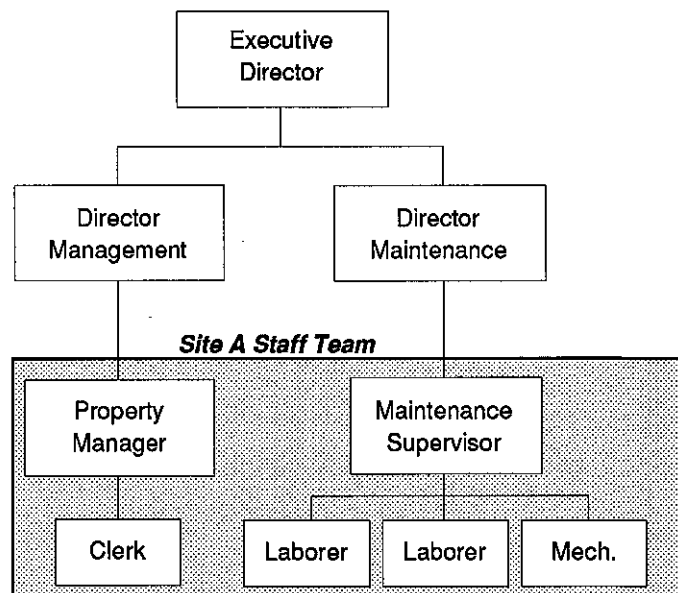 Executive
Director
Director
Management
Director
Maintenance
Site A Staff Team
Property
Manager
Maintenance
Supervisor
Clerk
Laborer
Laborer
Mech.